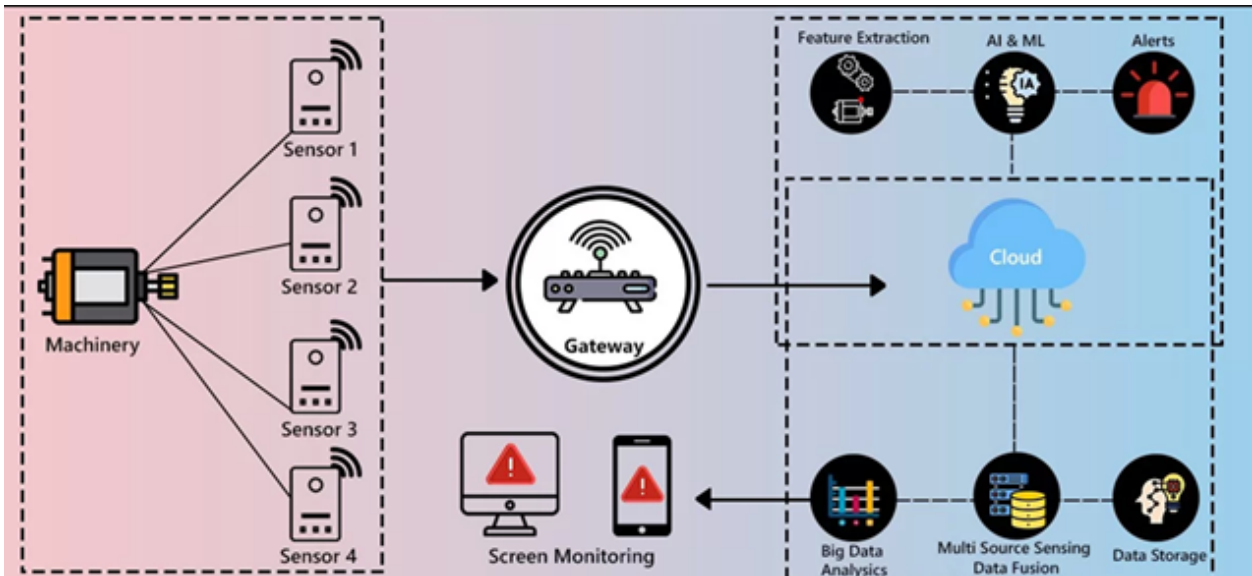 Feature Extraction
AI & ML
Alerts
IA
Sensor 1
Sensor 2
Machinery
Sensor 3
Sensor 4
Gateway
Cloud
Screen Monitoring
Big Data
Analysics
Multi Source Sensing
Data Fusion
Data Storage